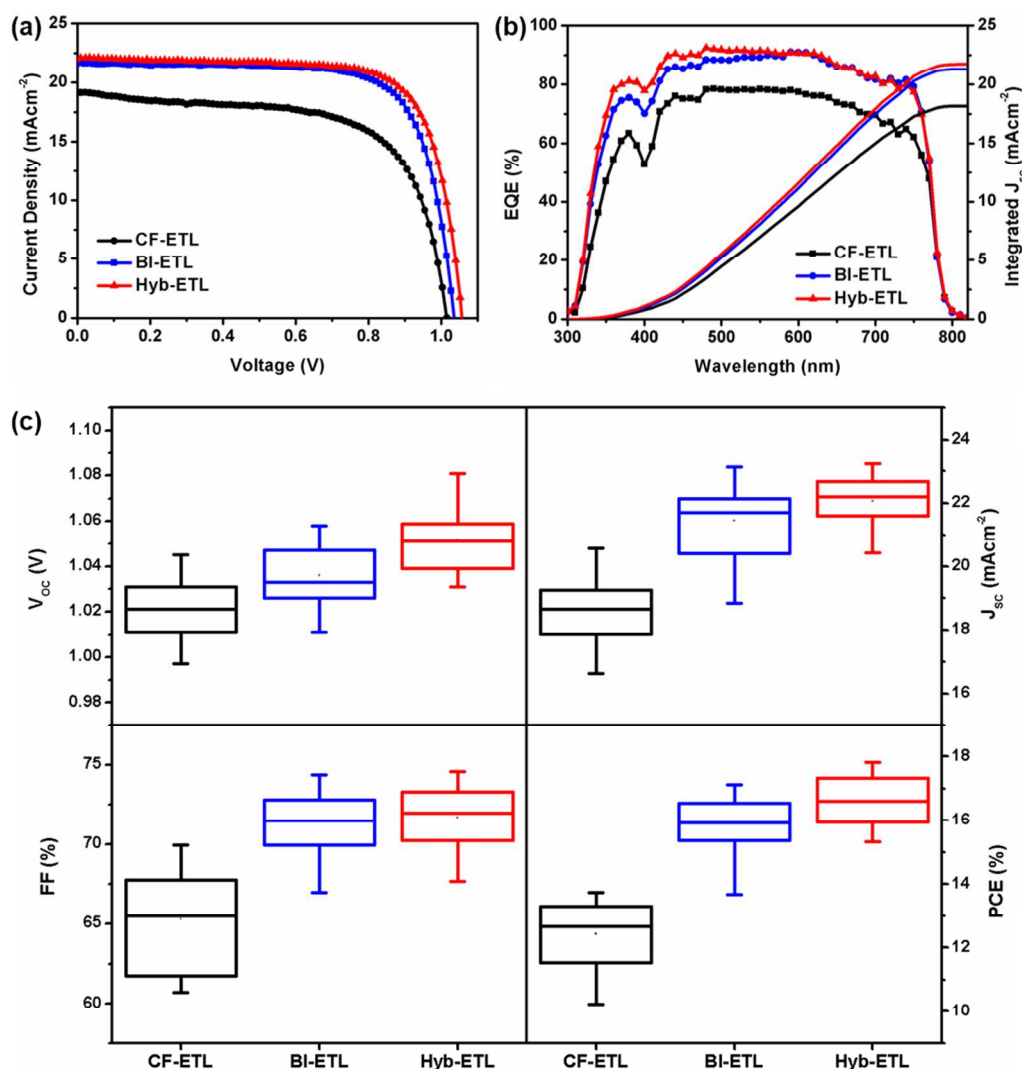 (a)
25
20
15
10
5
0
Current Density (mAcm⁻²)
CF-ETL
BI-ETL
Hyb-ETL
0.0 0.2 0.4 0.6 0.8 1.0
Voltage (V)
(b)
100
80
60
40
20
0
EQE (%)
CF-ETL
BI-ETL
Hyb-ETL
25
20
15
10
5
0
Integrated Jsc (mAcm⁻²)
300 400 500 600 700 800
Wavelength (nm)
(c)
1.10
1.08
1.06
1.04
1.02
1.00
0.98
VOC (V)
24
22
20
18
16
JSC (mAcm⁻²)
75
70
65
60
FF (%)
18
16
14
12
10
PCE (%)
CF-ETL BI-ETL Hyb-ETL CF-ETL BI-ETL Hyb-ETL